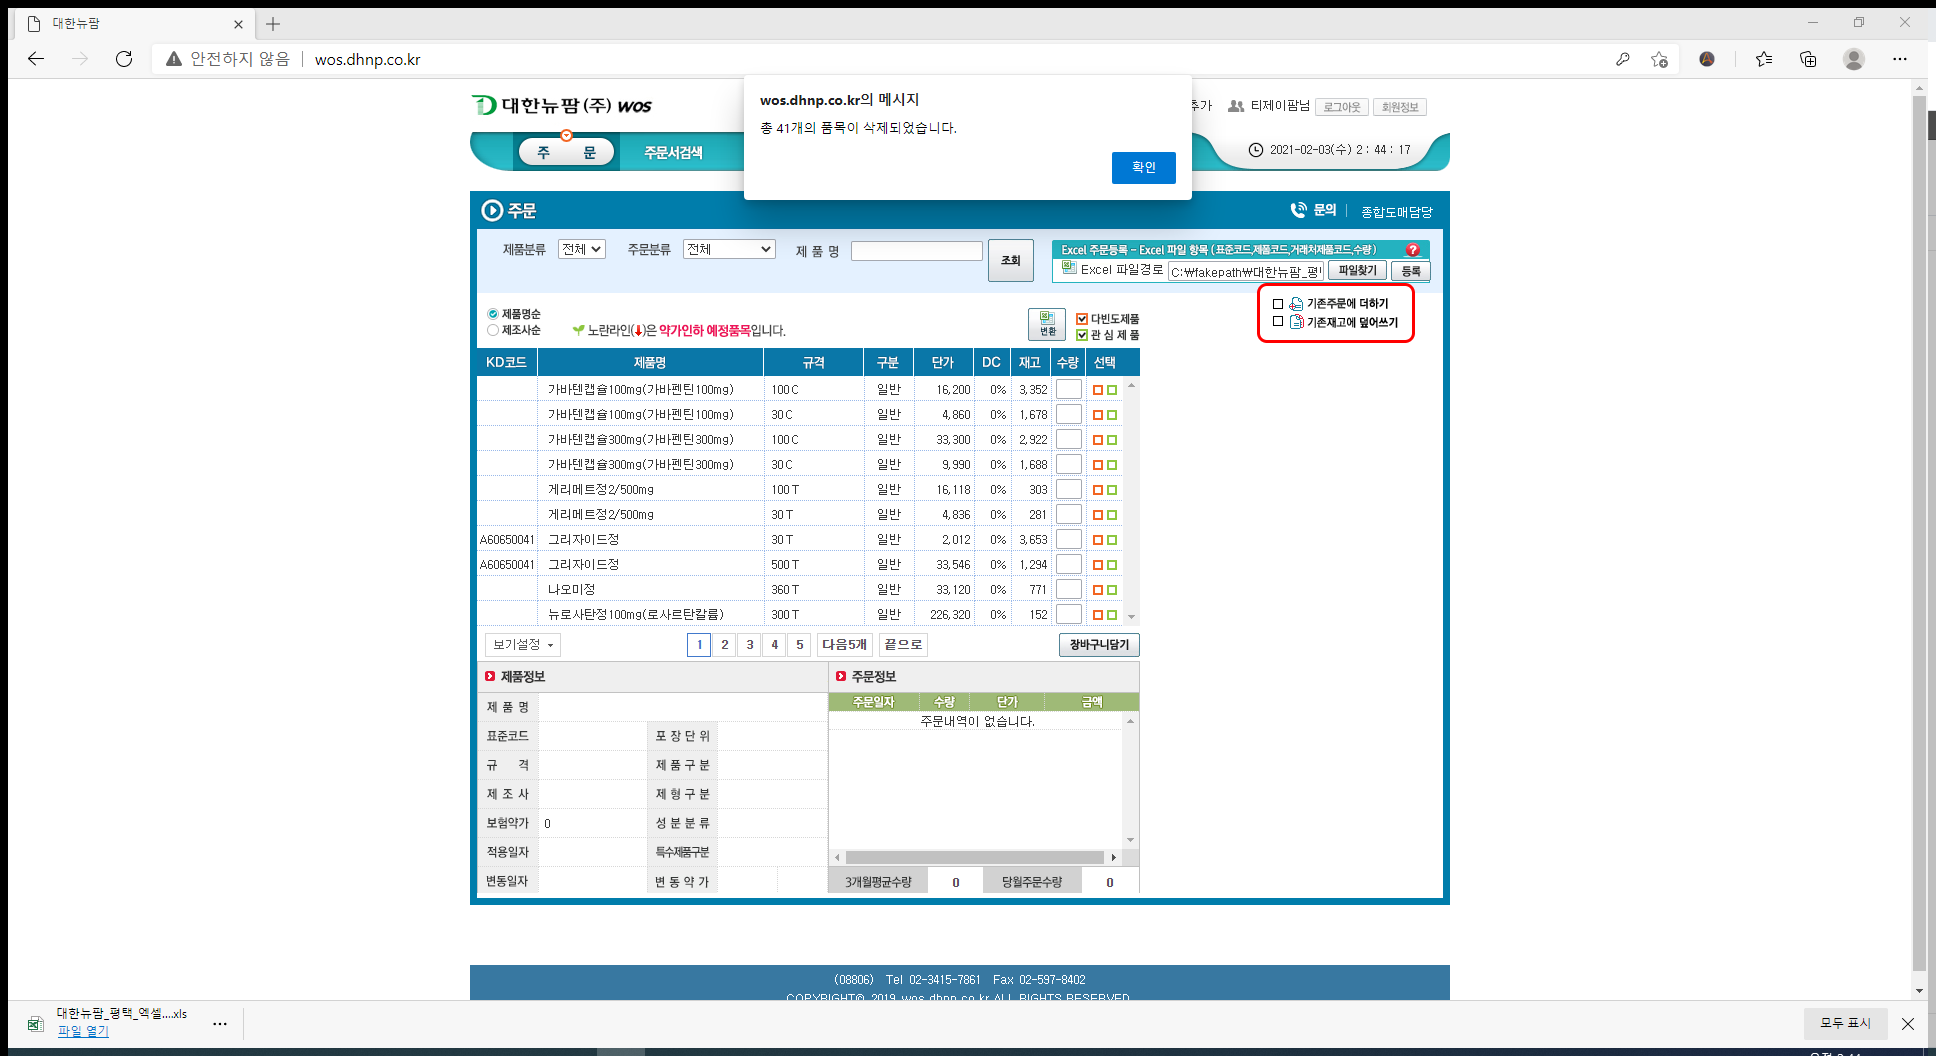 대한뉴팜
안전하지 않음 wos.dhnp.co.kr
wos.dhnp.co.kr의 메시지
총 41개의 품목이 삭제되었습니다.
확인
대한뉴팜(주) WOS
추가 티제이팜님 로그아웃 회원정보
주 문 주문서검색
2021-02-03(수) 2 : 44 : 17
주문
문의 종합도매담당
제품분류 전체 주문분류 전체 제 품 명 조회
Excel 주문등록 - Excel 파일 항목 ( 표준코드,제품코드,거래처제품코드,수량 ) ?
Excel 파일경로 C:₩fakepath₩대한뉴팜_평 파일찾기 등록
기존주문에 더하기
기존재고에 덮어쓰기
제품명순
제조사순
노란라인(↓)은 약가인하 예정품목입니다.
변환
다빈도제품
관 심 제 품
KD코드 제품명 규격 구분 단가 DC 재고 수량 선택
가바텐캡슐100mg(가바펜틴100mg) 100 C 일반 16,200 0% 3,352
가바텐캡슐100mg(가바펜틴100mg) 30 C 일반 4,860 0% 1,678
가바텐캡슐300mg(가바펜틴300mg) 100 C 일반 33,300 0% 2,922
가바텐캡슐300mg(가바펜틴300mg) 30 C 일반 9,990 0% 1,688
게리메트정2/500mg 100 T 일반 16,118 0% 303
게리메트정2/500mg 30 T 일반 4,836 0% 281
A60650041 그리자이드정 30 T 일반 2,012 0% 3,653
A60650041 그리자이드정 500 T 일반 33,546 0% 1,294
나오미정 360 T 일반 33,120 0% 771
뉴로사탄정100mg(로사르탄칼륨) 300 T 일반 226,320 0% 152
보기설정 1 2 3 4 5 다음5개 끝으로 장바구니담기
제품정보
제 품 명
표준코드 포 장 단 위
규 격 제 품 구 분
제 조 사 제 형 구 분
보험약가 0 성 분 분 류
적용일자 특수제품구분
변동일자 변 동 약 가
주문정보
주문일자 수량 단가 금액
주문내역이 없습니다.
3개월평균수량 0 당월주문수량 0
(08806) Tel 02-3415-7861 Fax 02-597-8402
COPYRIGHT© 2019 wos.dhnp.co.kr ALL RIGHTS RESERVED
대한뉴팜_평택_엑셀....xls
파일 열기
모두 표시